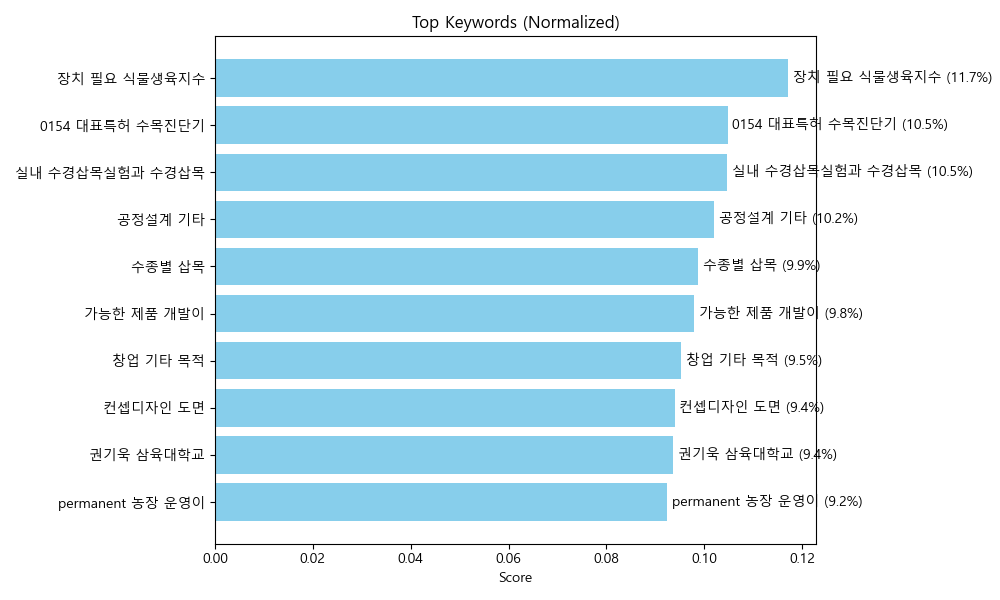 Top Keywords (Normalized)
장치 필요 식물생육지수 장치 필요 식물생육지수 (11.7%)
0154 대표특허 수목진단기 0154 대표특허 수목진단기 (10.5%)
실내 수경삽목실험과 수경삽목 실내 수경삽목실험과 수경삽목 (10.5%)
공정설계 기타 공정설계 기타 (10.2%)
수종별 삽목 수종별 삽목 (9.9%)
가능한 제품 개발이 가능한 제품 개발이 (9.8%)
창업 기타 목적 창업 기타 목적 (9.5%)
컨셉디자인 도면 컨셉디자인 도면 (9.4%)
권기욱 삼육대학교 권기욱 삼육대학교 (9.4%)
permanent 농장 운영이 permanent 농장 운영이 (9.2%)
0.00 0.02 0.04 0.06 0.08 0.10 0.12
Score